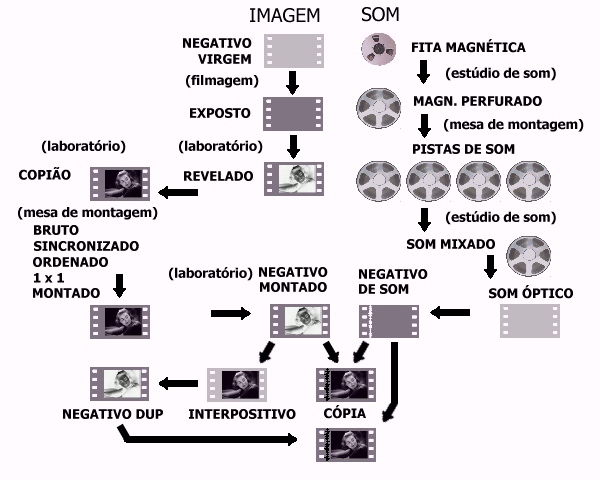 IMAGEM
SOM
NEGATIVO
VIRGEM
FITA MAGNÉTICA
(filmagem)
(estúdio de som)
EXPOSTO
MAGN. PERFURADO
(mesa de montagem)
(laboratório)
(laboratório)
PISTAS DE SOM
COPIÃO
REVELADO
(mesa de montagem)
BRUTO
SINCRONIZADO
ORDENADO
1 x 1
MONTADO
(estúdio de som)
SOM MIXADO
(laboratório)
NEGATIVO
MONTADO
NEGATIVO
DE SOM
SOM ÓPTICO
NEGATIVO DUP
INTERPOSITIVO
CÓPIA